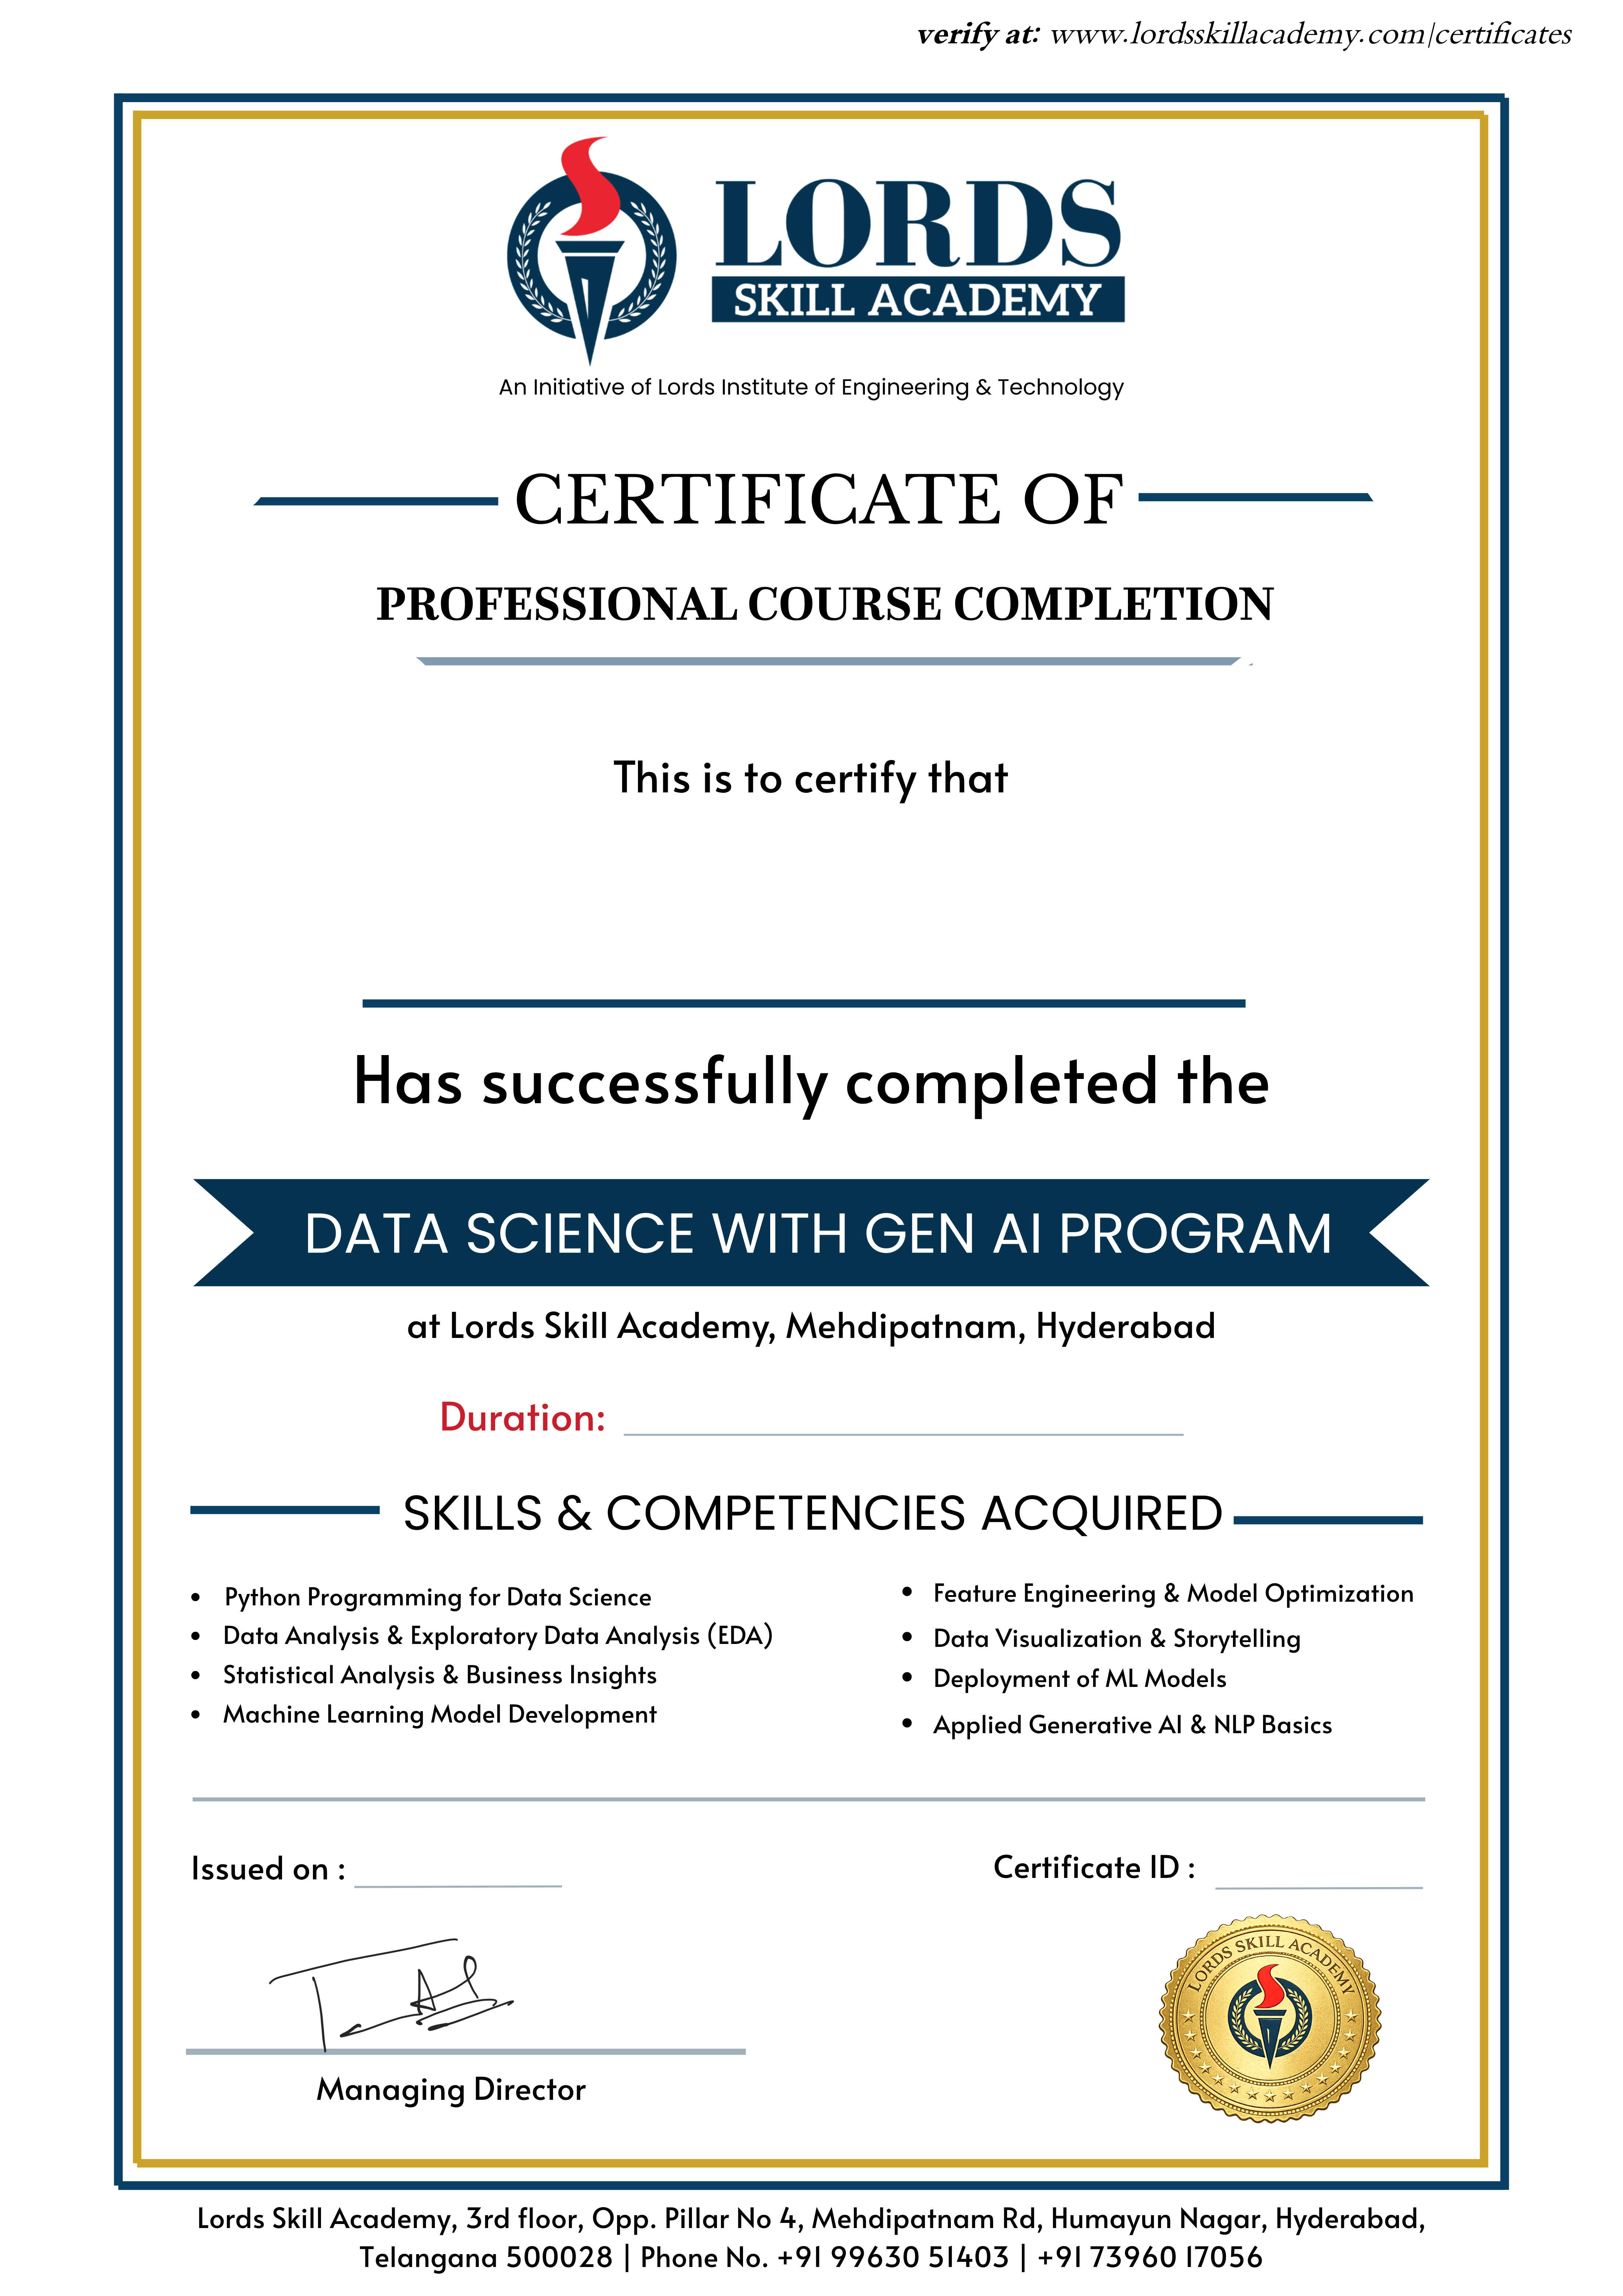 verify at: www.lordsskillacademy.com/certificates
LORDS
SKILL ACADEMY
An Initiative of Lords Institute of Engineering & Technology
CERTIFICATE OF
PROFESSIONAL COURSE COMPLETION
This is to certify that
Has successfully completed the
DATA SCIENCE WITH GEN AI PROGRAM
at Lords Skill Academy, Mehdipatnam, Hyderabad
Duration:
SKILLS & COMPETENCIES ACQUIRED
• Python Programming for Data Science
• Data Analysis & Exploratory Data Analysis (EDA)
• Statistical Analysis & Business Insights
• Machine Learning Model Development
• Feature Engineering & Model Optimization
• Data Visualization & Storytelling
• Deployment of ML Models
• Applied Generative AI & NLP Basics
Issued on :
Certificate ID :
LORDS SKILL ACADEMY
Managing Director
Lords Skill Academy, 3rd floor, Opp. Pillar No 4, Mehdipatnam Rd, Humayun Nagar, Hyderabad,
Telangana 500028 | Phone No. +91 99630 51403 | +91 73960 17056